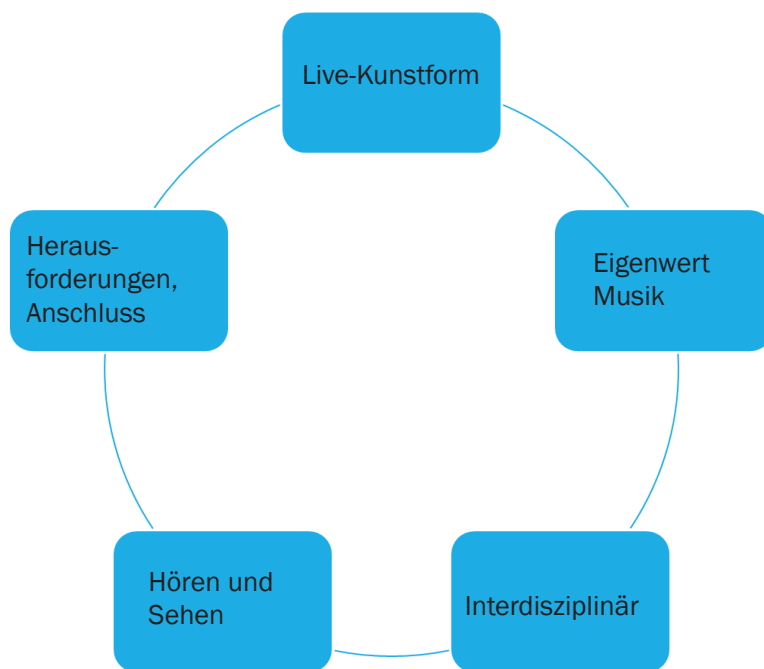 Live-Kunstform
Eigenwert
Musik
Interdisziplinär
Hören und
Sehen
Heraus-
forderungen,
Anschluss